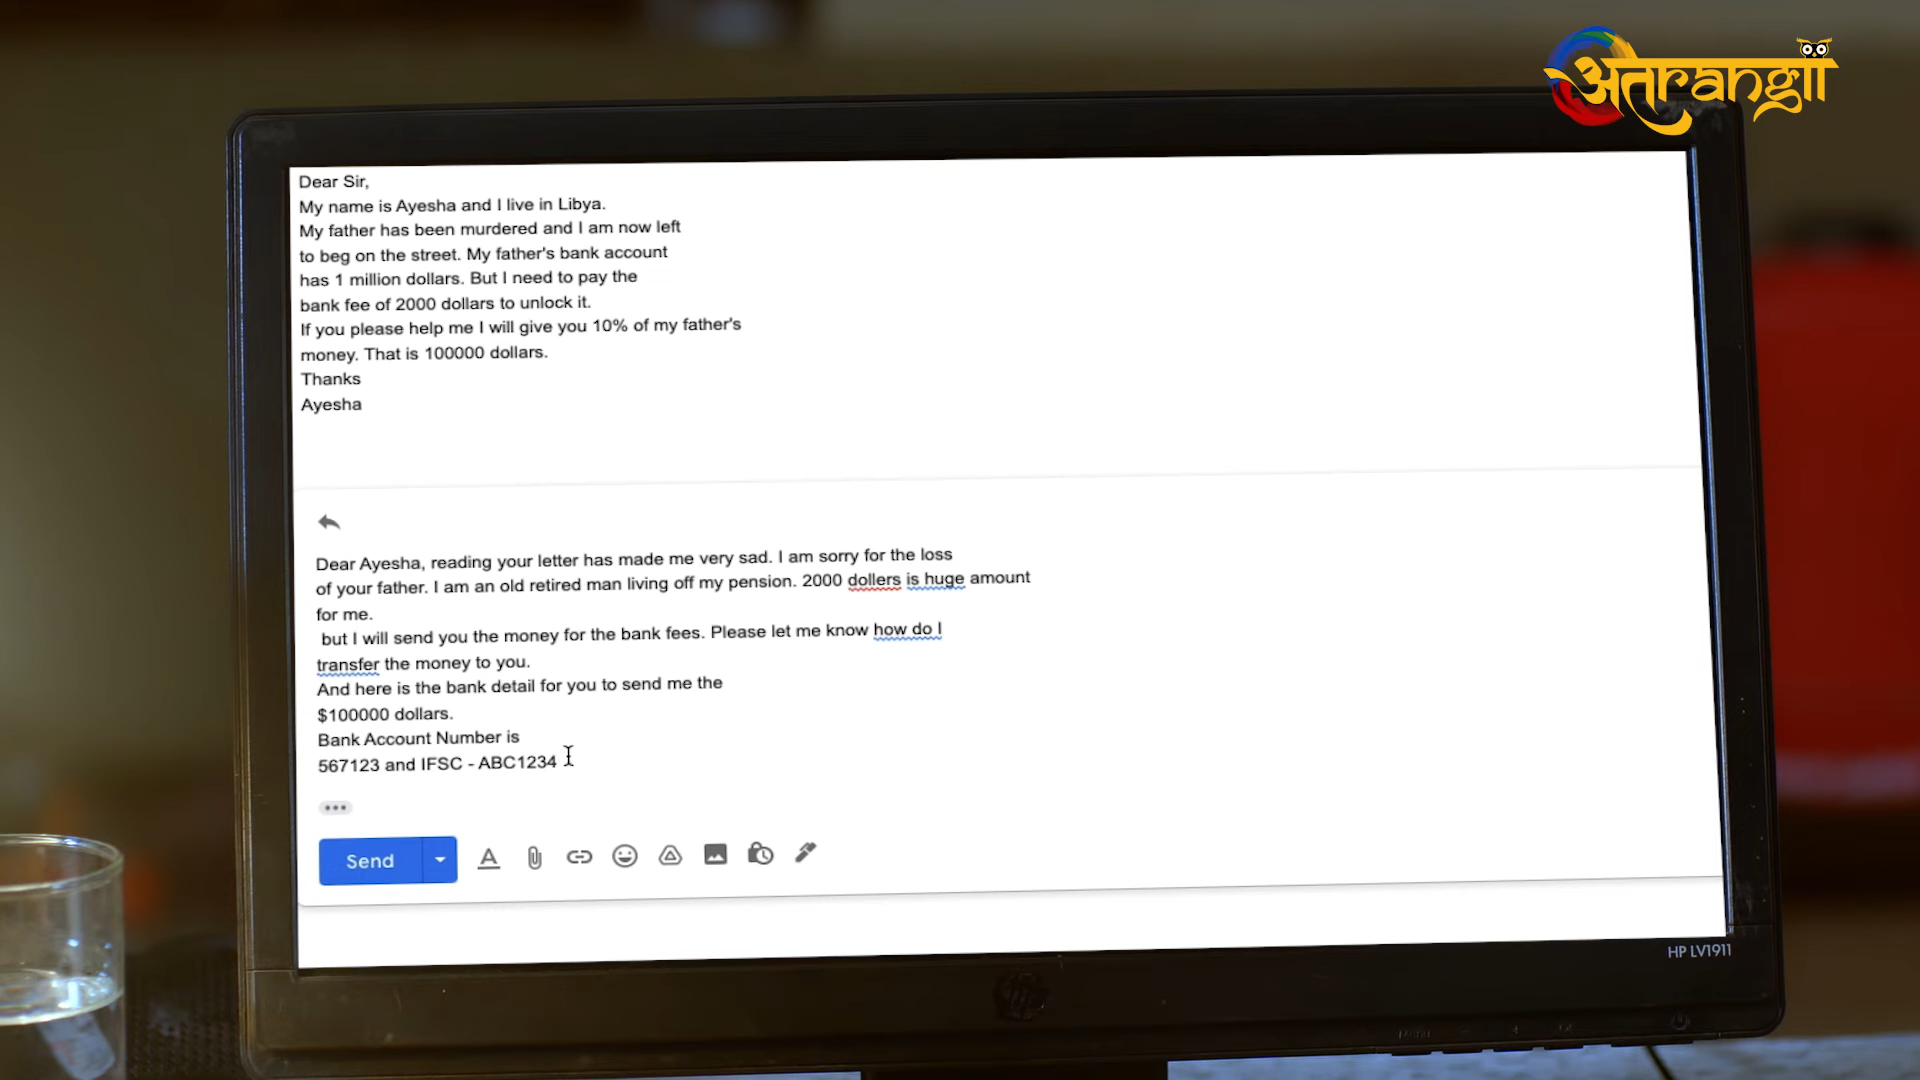 अतरangii
Dear Sir,
My name is Ayesha and I live in Libya.
My father has been murdered and I am now left
to beg on the street. My father's bank account
has 1 million dollars. But I need to pay the
bank fee of 2000 dollars to unlock it.
If you please help me I will give you 10% of my father's
money. That is 100000 dollars.
Thanks
Ayesha
Dear Ayesha, reading your letter has made me very sad. I am sorry for the loss
of your father. I am an old retired man living off my pension. 2000 dollers is huge amount
for me.
but I will send you the money for the bank fees. Please let me know how do I
transfer the money to you.
And here is the bank detail for you to send me the
$100000 dollars.
Bank Account Number is
567123 and IFSC - ABC1234
Send
HP LV1911
hp
Menu